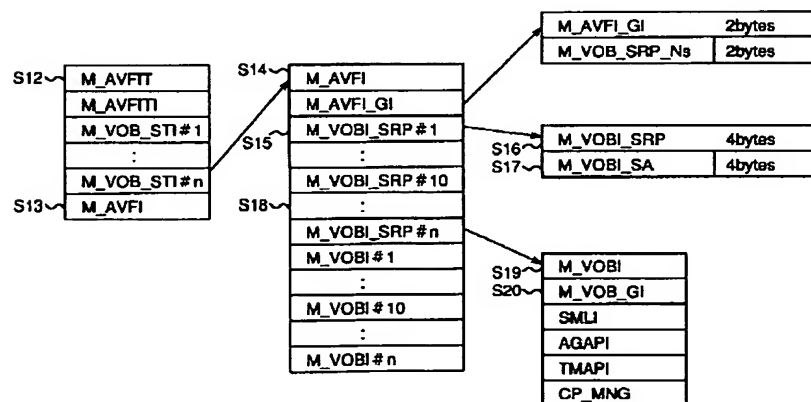 S12 M_AVFIT
M_AVFITI
M_VOB_STI#1
:
M_VOB_STI#n
S13 M_AVFI
S14 M_AVFI
M_AVFI_GI
S15 M_VOBI_SRP#1
:
M_VOBI_SRP#10
S18 :
M_VOBI_SRP#n
M_VOBI#1
:
M_VOBI#10
:
M_VOBI#n
M_AVFI_GI 2bytes
M_VOB_SRP_Ns 2bytes
S16 M_VOBI_SRP 4bytes
S17 M_VOBI_SA 4bytes
S19 M_VOBI
S20 M_VOB_GI
SMLI
AGAPI
TMAPI
CP_MNG